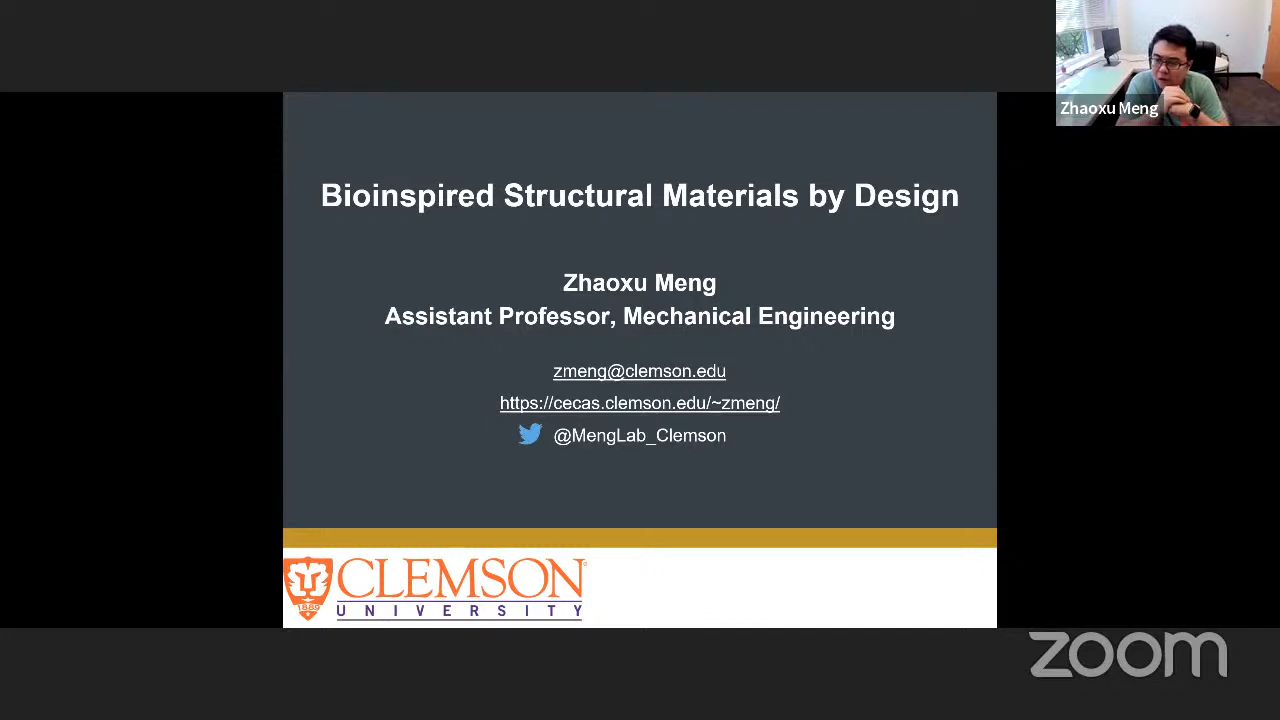 Zhaoxu Meng
Bioinspired Structural Materials by Design
Zhaoxu Meng
Assistant Professor, Mechanical Engineering
zmeng@clemson.edu
https://cecas.clemson.edu/~zmeng/
@MengLab_Clemson
1889
CLEMSON
UNIVERSITY
zoom